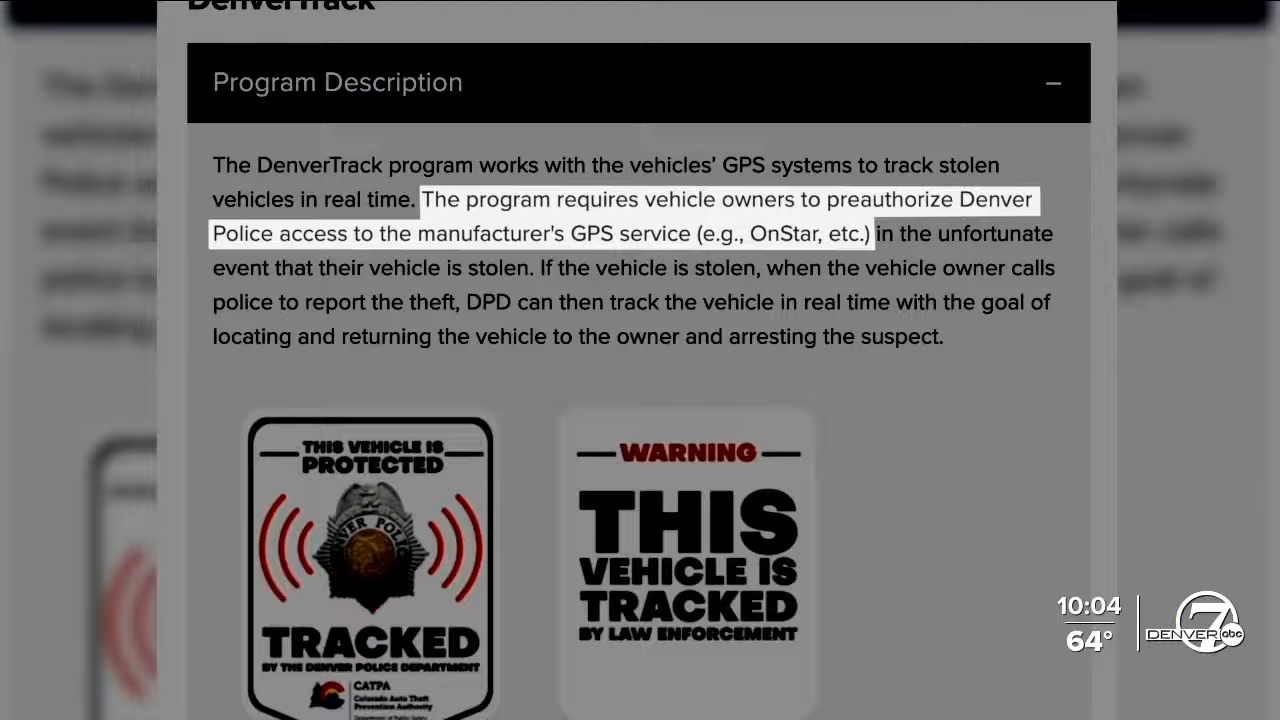 DenverTrack
Program Description
The DenverTrack program works with the vehicles' GPS systems to track stolen
vehicles in real time. The program requires vehicle owners to preauthorize Denver
Police access to the manufacturer's GPS service (e.g., OnStar, etc.) in the unfortunate
event that their vehicle is stolen. If the vehicle is stolen, when the vehicle owner calls
police to report the theft, DPD can then track the vehicle in real time with the goal of
locating and returning the vehicle to the owner and arresting the suspect.
THIS VEHICLE IS
PROTECTED
TRACKED
BY THE DENVER POLICE DEPARTMENT
CATPA
Colorado Auto Theft
Prevention Authority
WARNING
THIS
VEHICLE IS
TRACKED
BY LAW ENFORCEMENT
10:04
64°
DENVER 7 abc